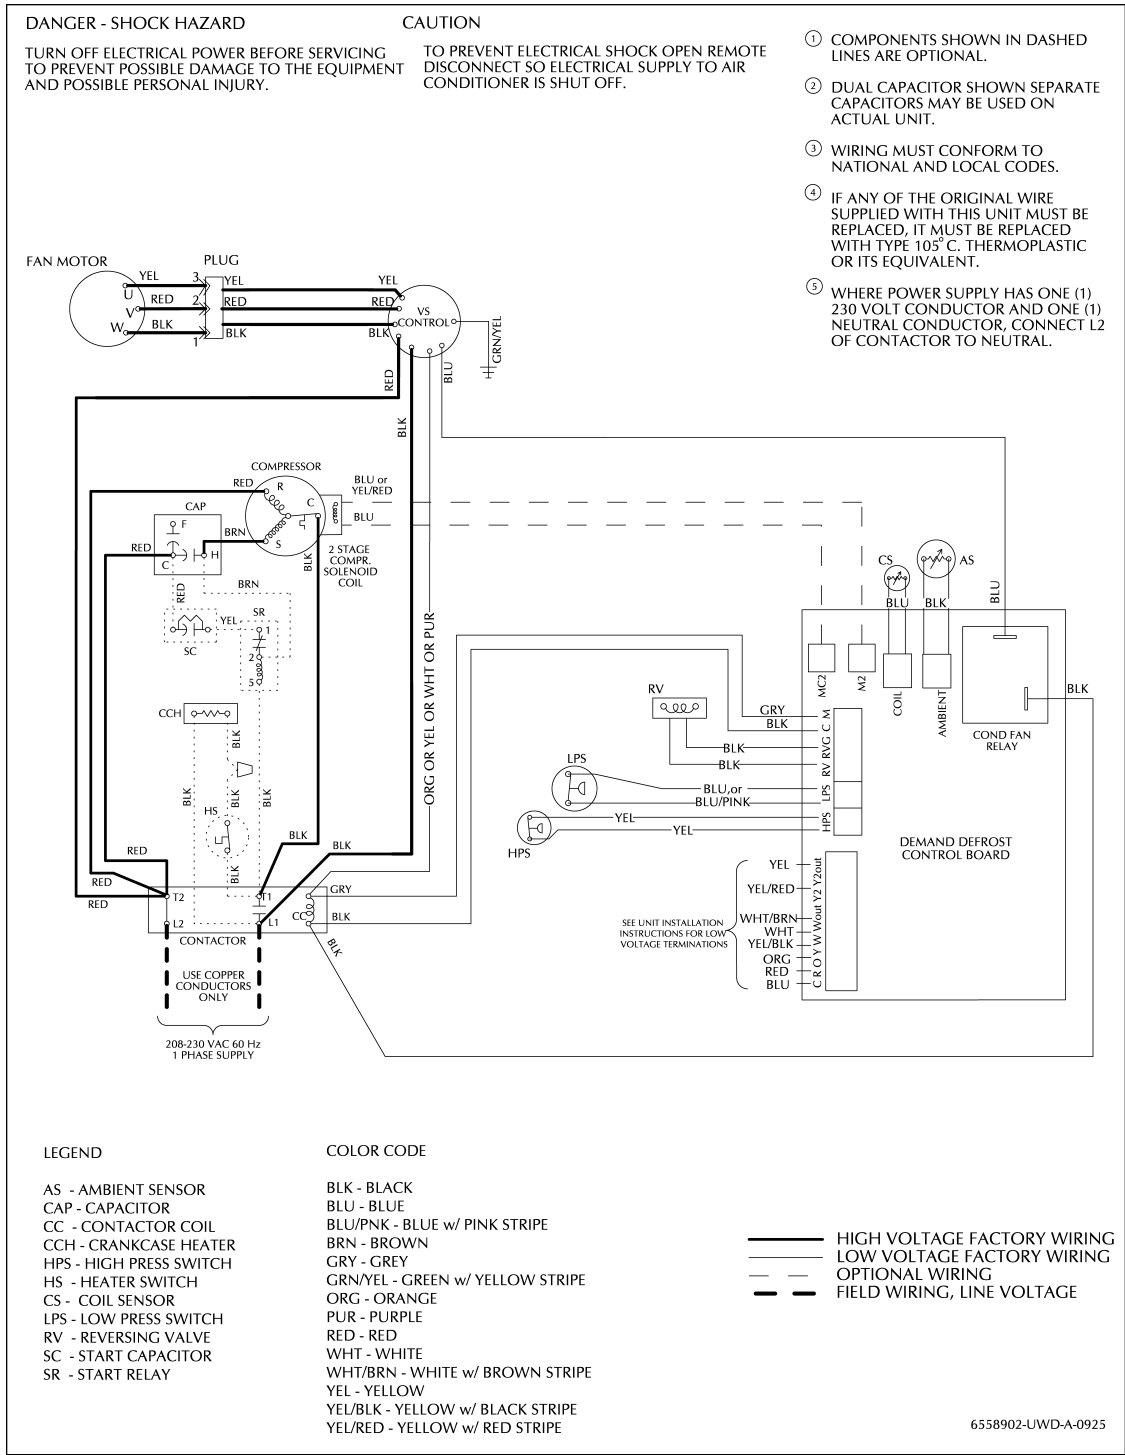 DANGER - SHOCK HAZARD
TURN OFF ELECTRICAL POWER BEFORE SERVICING
TO PREVENT POSSIBLE DAMAGE TO THE EQUIPMENT
AND POSSIBLE PERSONAL INJURY.
CAUTION
TO PREVENT ELECTRICAL SHOCK OPEN REMOTE
DISCONNECT SO ELECTRICAL SUPPLY TO AIR
CONDITIONER IS SHUT OFF.
1 COMPONENTS SHOWN IN DASHED
LINES ARE OPTIONAL.
2 DUAL CAPACITOR SHOWN SEPARATE
CAPACITORS MAY BE USED ON
ACTUAL UNIT.
3 WIRING MUST CONFORM TO
NATIONAL AND LOCAL CODES.
4 IF ANY OF THE ORIGINAL WIRE
SUPPLIED WITH THIS UNIT MUST BE
REPLACED, IT MUST BE REPLACED
WITH TYPE 105° C. THERMOPLASTIC
OR ITS EQUIVALENT.
5 WHERE POWER SUPPLY HAS ONE (1)
230 VOLT CONDUCTOR AND ONE (1)
NEUTRAL CONDUCTOR, CONNECT L2
OF CONTACTOR TO NEUTRAL.
FAN MOTOR
PLUG
YEL
3
YEL
YEL
U
RED
2
RED
RED
V
BLK
BLK
BLK
W
1
VS
CONTROL
GRN/YEL
RED
BLK
BLU
COMPRESSOR
RED
R
C
S
BLU or
YEL/RED
BLU
2 STAGE
COMPR.
SOLENOID
COIL
CAP
F
BRN
RED
H
C
BLK
RED
BRN
SR
YEL
1
2
5
SC
CCH
BLK
BLK
BLK
BLK
HS
BLK
ORG OR YEL OR WHT OR PUR
RED
RED
RED
BLK
BLK
T2
T1
GRY
CC
BLK
L2
L1
CONTACTOR
BLK
USE COPPER
CONDUCTORS
ONLY
208-230 VAC 60 Hz
1 PHASE SUPPLY
CS
AS
BLU
BLK
BLU
MC2
M2
COIL
AMBIENT
BLK
COND FAN
RELAY
RV
GRY
M
BLK
C
BLK
RVG
BLK
RV
LPS
BLU,or
BLU/PINK
LPS
YEL
YEL
HPS
HPS
DEMAND DEFROST
CONTROL BOARD
SEE UNIT INSTALLATION
INSTRUCTIONS FOR LOW
VOLTAGE TERMINATIONS
YEL
Y2out
YEL/RED
Y2
WHT/BRN
Wout
WHT
W
YEL/BLK
Y
ORG
O
RED
R
BLU
C
LEGEND
AS - AMBIENT SENSOR
CAP - CAPACITOR
CC - CONTACTOR COIL
CCH - CRANKCASE HEATER
HPS - HIGH PRESS SWITCH
HS - HEATER SWITCH
CS - COIL SENSOR
LPS - LOW PRESS SWITCH
RV - REVERSING VALVE
SC - START CAPACITOR
SR - START RELAY
COLOR CODE
BLK - BLACK
BLU - BLUE
BLU/PNK - BLUE w/ PINK STRIPE
BRN - BROWN
GRY - GREY
GRN/YEL - GREEN w/ YELLOW STRIPE
ORG - ORANGE
PUR - PURPLE
RED - RED
WHT - WHITE
WHT/BRN - WHITE w/ BROWN STRIPE
YEL - YELLOW
YEL/BLK - YELLOW w/ BLACK STRIPE
YEL/RED - YELLOW w/ RED STRIPE
HIGH VOLTAGE FACTORY WIRING
LOW VOLTAGE FACTORY WIRING
OPTIONAL WIRING
FIELD WIRING, LINE VOLTAGE
6558902-UWD-A-0925